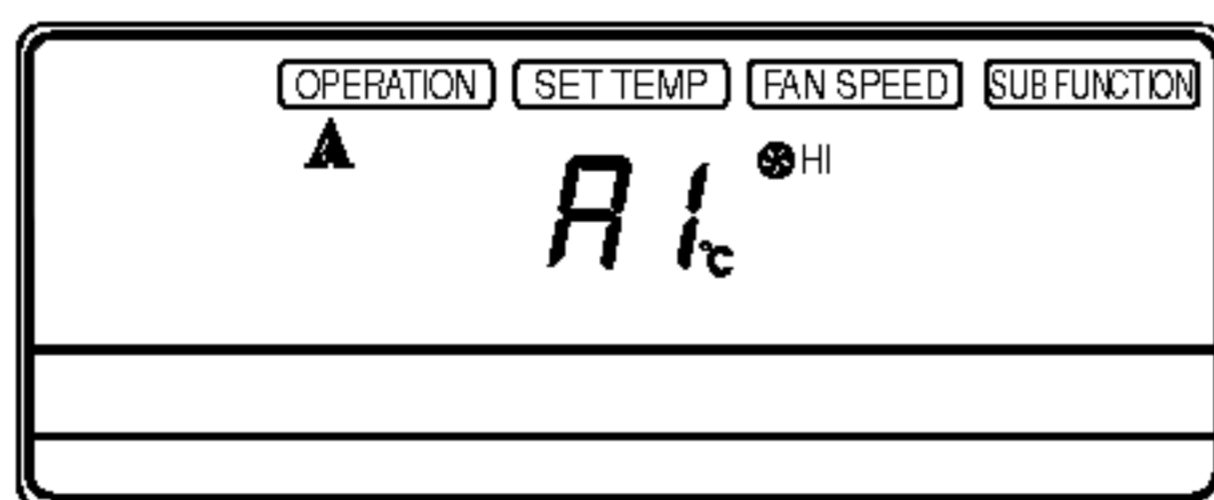 OPERATION SET TEMP FAN SPEED SUB FUNCTION
A1°C HI